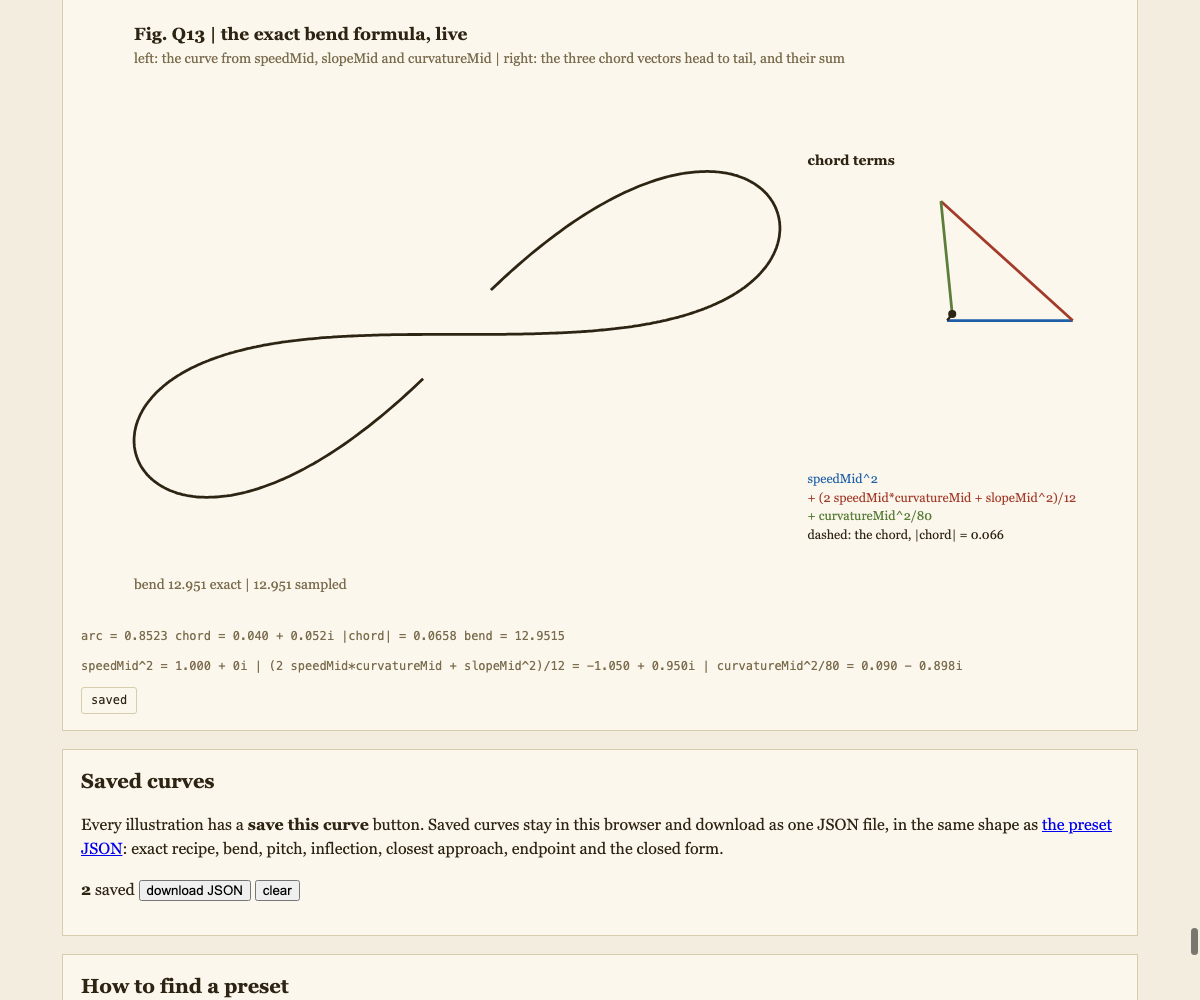 Fig. Q13 | the exact bend formula, live
left: the curve from speedMid, slopeMid and curvatureMid | right: the three chord vectors head to tail, and their sum
chord terms
speedMid^2
+ (2 speedMid*curvatureMid + slopeMid^2)/12
+ curvatureMid^2/80
dashed: the chord, |chord| = 0.066
bend 12.951 exact | 12.951 sampled
arc = 0.8523 chord = 0.040 + 0.052i |chord| = 0.0658 bend = 12.9515
speedMid^2 = 1.000 + 0i | (2 speedMid*curvatureMid + slopeMid^2)/12 = −1.050 + 0.950i | curvatureMid^2/80 = 0.090 − 0.898i
saved
Saved curves
Every illustration has a save this curve button. Saved curves stay in this browser and download as one JSON file, in the same shape as the preset
JSON: exact recipe, bend, pitch, inflection, closest approach, endpoint and the closed form.
2 saved download JSON clear
How to find a preset